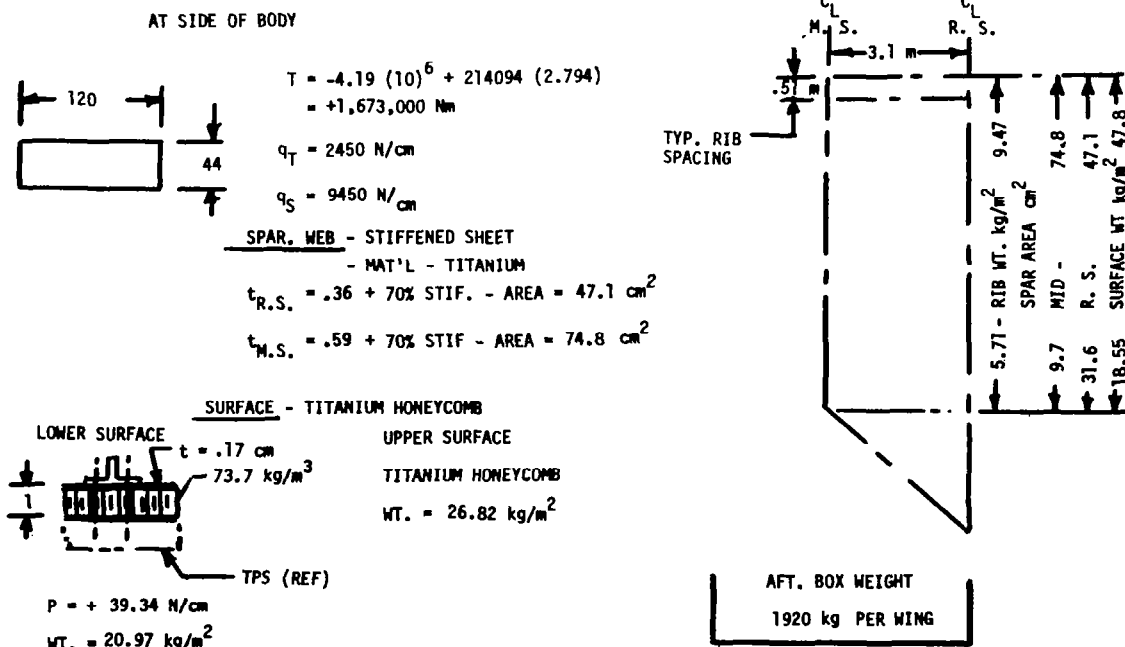 AT SIDE OF BODY
120
44
T = -4.19 (10)^6 + 214094 (2.794)
= +1,673,000 Nm
q_T = 2450 N/cm
q_S = 9450 N/cm
SPAR. WEB - STIFFENED SHEET
- MAT'L - TITANIUM
t_R.S. = .36 + 70% STIF. - AREA = 47.1 cm^2
t_M.S. = .59 + 70% STIF - AREA = 74.8 cm^2
SURFACE - TITANIUM HONEYCOMB
LOWER SURFACE
t = .17 cm
73.7 kg/m^3
1
TPS (REF)
P = + 39.34 N/cm
WT. = 20.97 kg/m^2
UPPER SURFACE
TITANIUM HONEYCOMB
WT. = 26.82 kg/m^2
C_L
M. S.
C_L
R. S.
3.1 m
.51 m
TYP. RIB
SPACING
5.71 - RIB WT. kg/m^2 9.47
SPAR AREA cm^2
9.7 MID - 74.8
31.6 R. S. 47.1
18.55 SURFACE WT kg/m^2 47.8
AFT. BOX WEIGHT
1920 kg PER WING